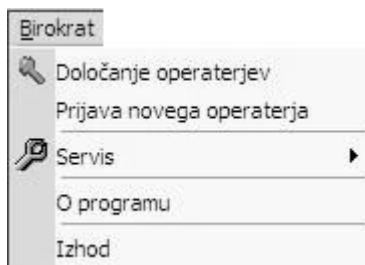 Birokrat
Določanje operaterjev
Prijava novega operaterja
Servis
O programu
Izhod